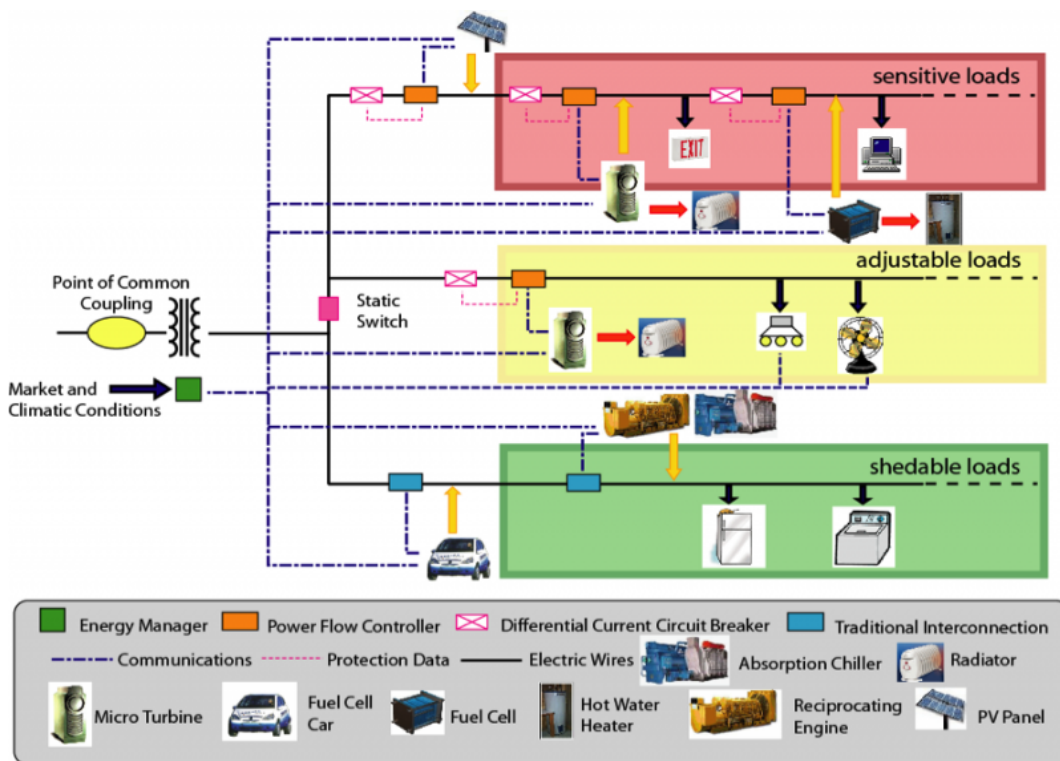 sensitive loads
EXIT
adjustable loads
Point of Common
Coupling
Static
Switch
Market and
Climatic Conditions
shedable loads
Energy Manager
Power Flow Controller
Differential Current Circuit Breaker
Traditional Interconnection
Communications
Protection Data
Electric Wires
Absorption Chiller
Radiator
Micro Turbine
Fuel Cell
Car
Fuel Cell
Hot Water
Heater
Reciprocating
Engine
PV Panel